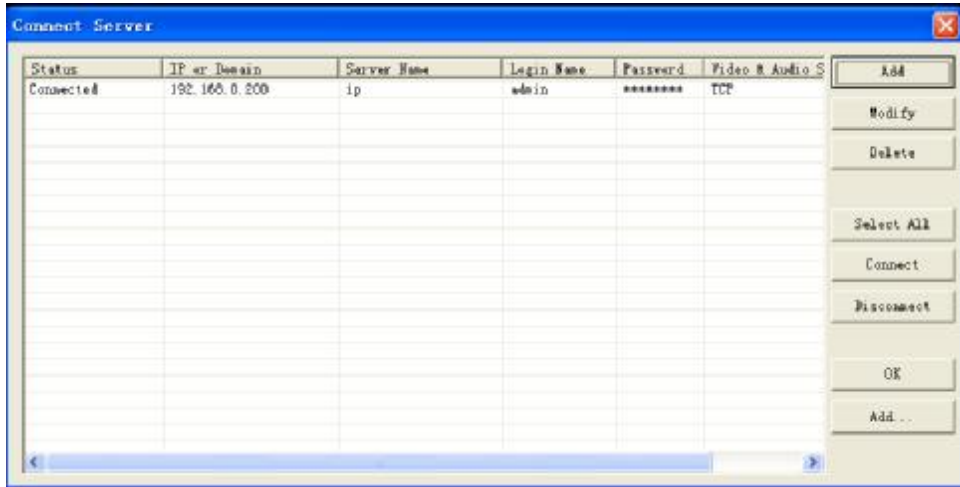 Connect Server
Status IP or Domain Server Name Login Name Password Video & Audio S
Connected 192.168.0.200 ip admin ******** TCP
Add
Modify
Delete
Select All
Connect
Disconnect
OK
Add...